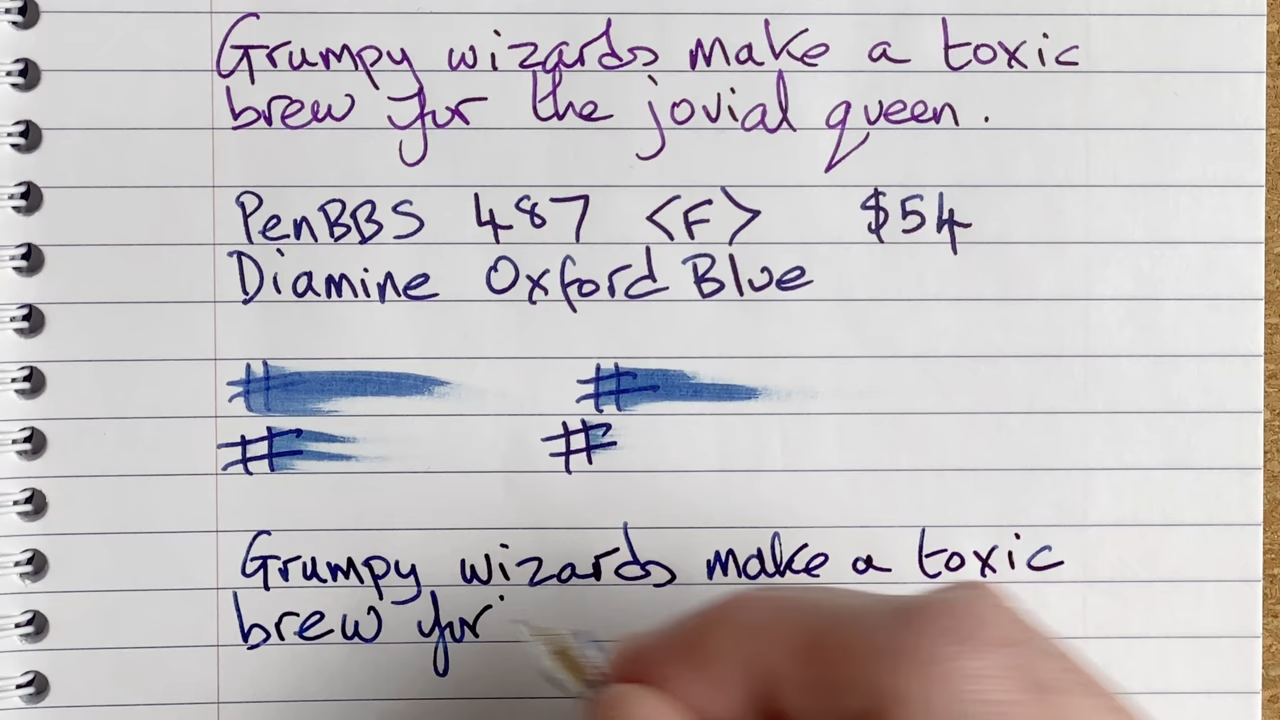 Grumpy wizards make a toxic
brew for the jovial queen.
PenBBS 487 <F> $54
Diamine Oxford Blue
# #
# #
Grumpy wizards make a toxic
brew for